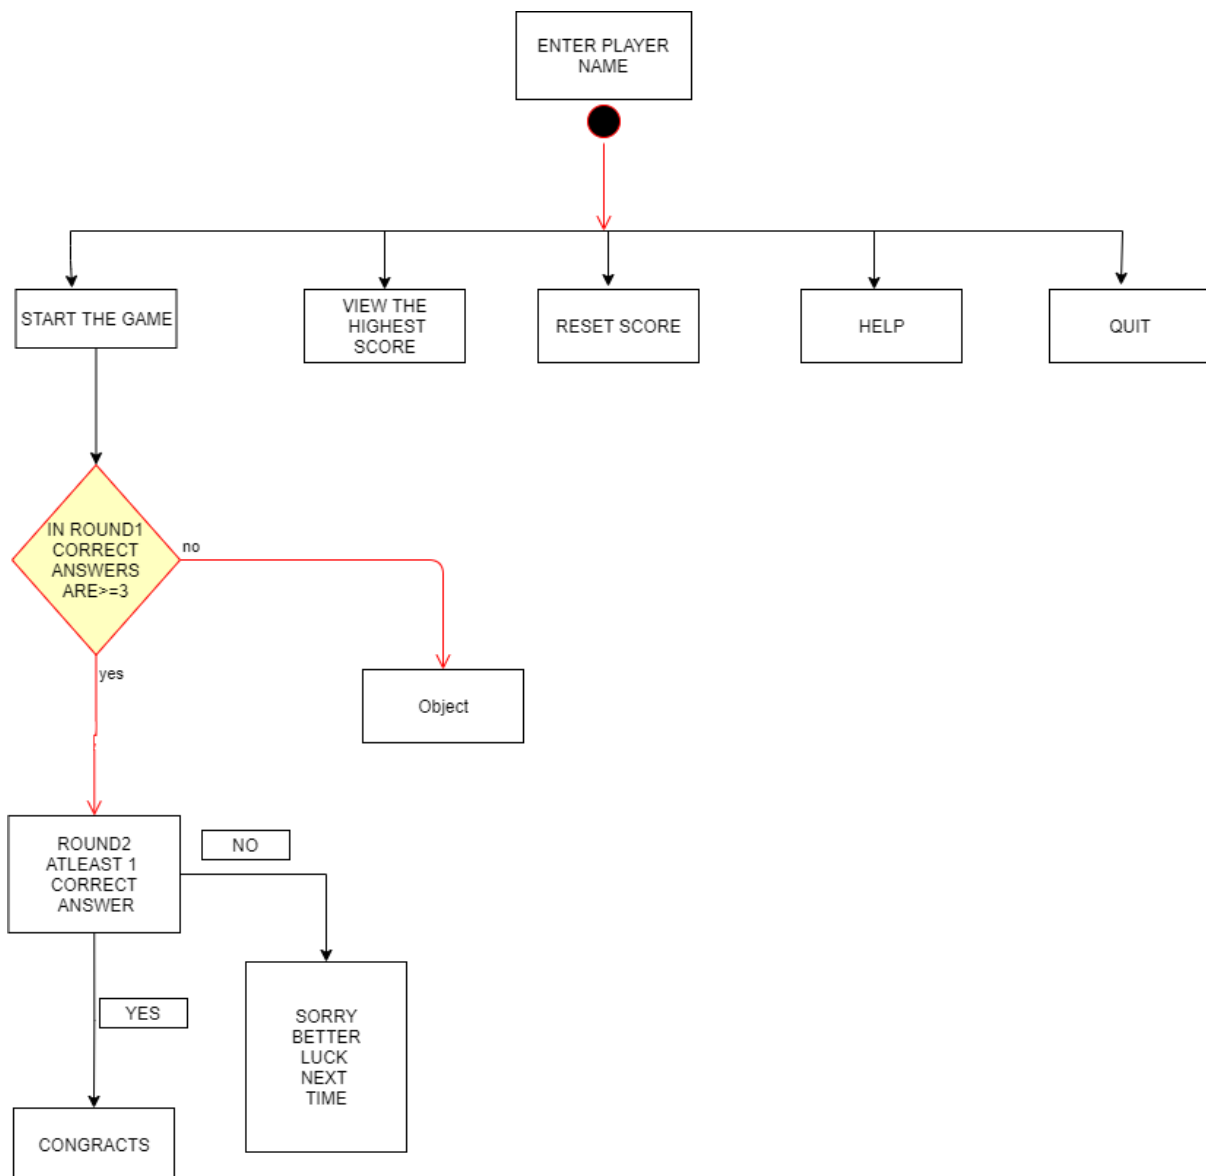 ENTER PLAYER
NAME
START THE GAME
VIEW THE
HIGHEST
SCORE
RESET SCORE
HELP
QUIT
IN ROUND1
CORRECT
ANSWERS
ARE>=3
no
yes
Object
ROUND2
ATLEAST 1
CORRECT
ANSWER
NO
YES
SORRY
BETTER
LUCK
NEXT
TIME
CONGRACTS